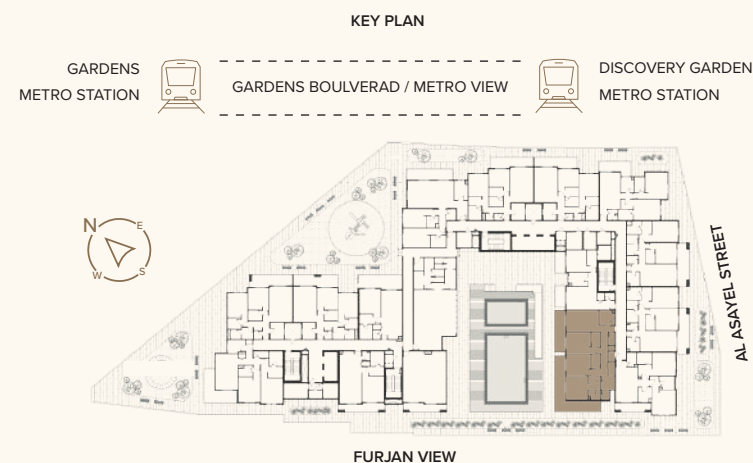 KEY PLAN
GARDENS
METRO STATION
GARDENS BOULVERAD / METRO VIEW
DISCOVERY GARDEN
METRO STATION
N
E
W
S
AL ASAYEL STREET
FURJAN VIEW